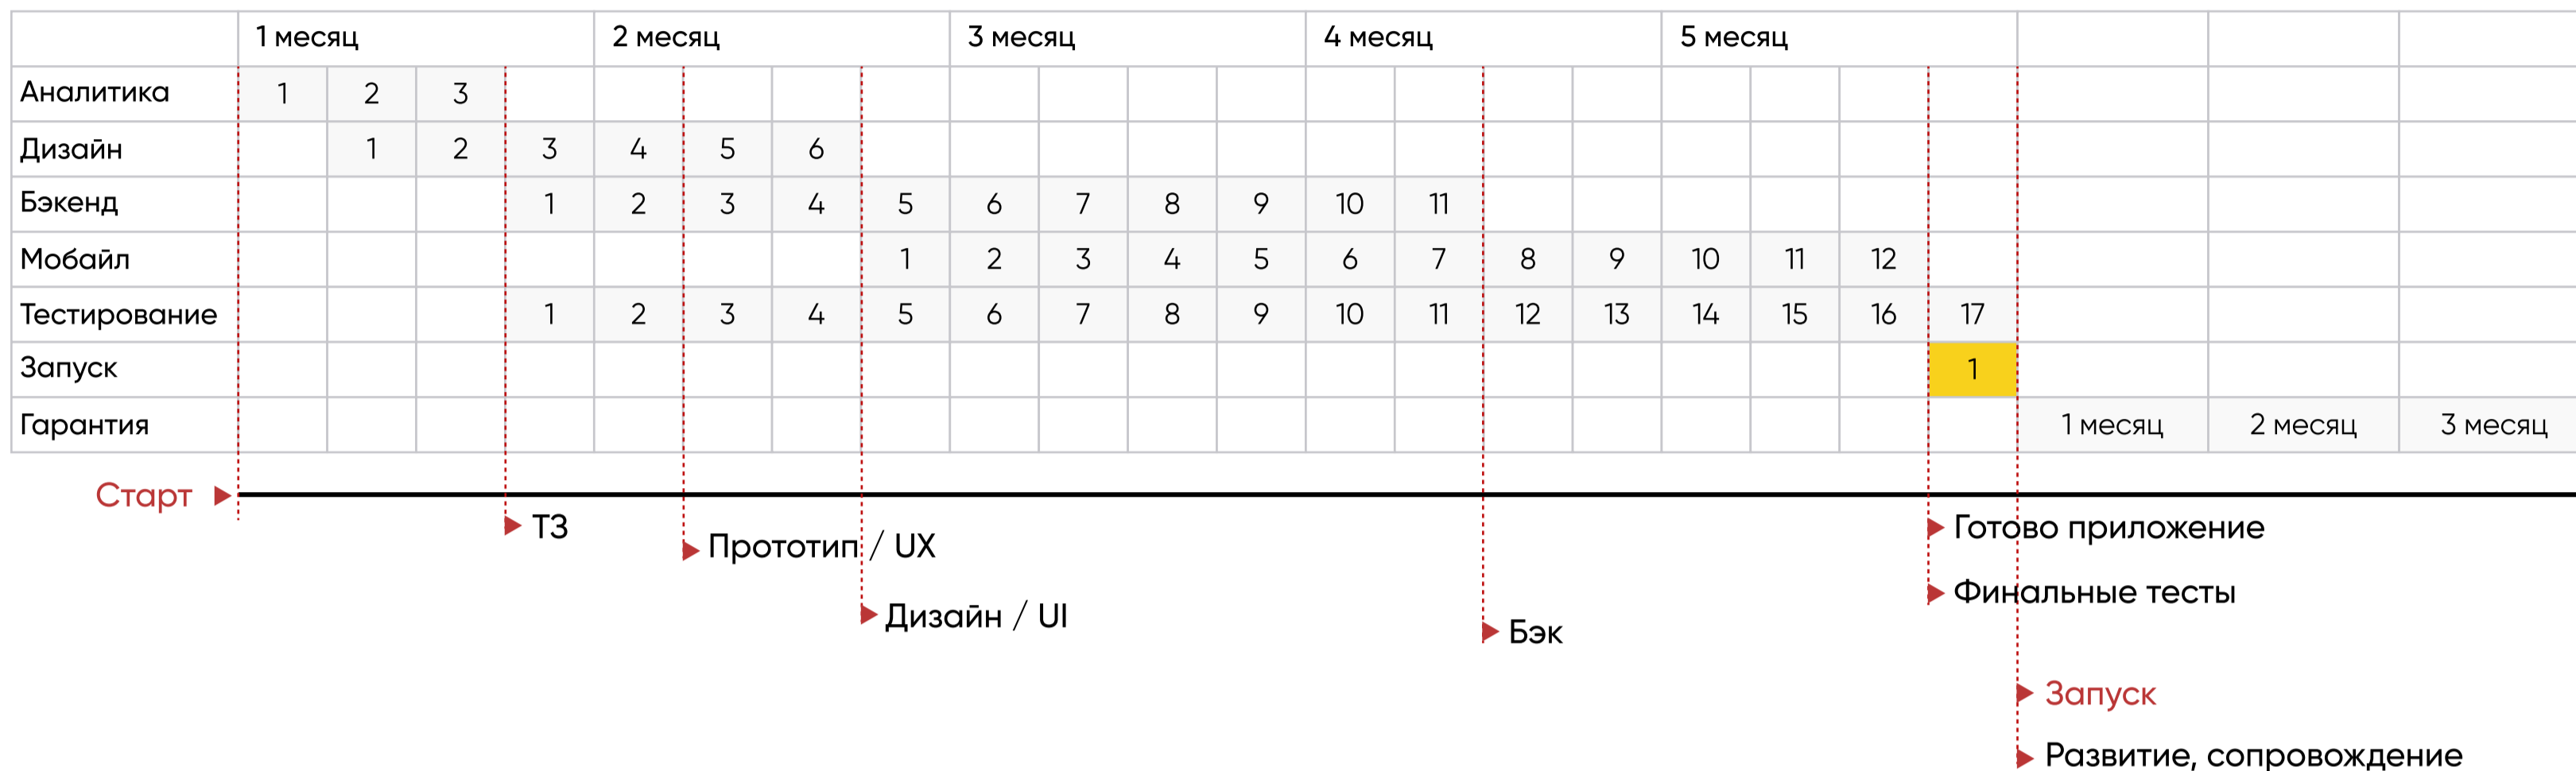 1 месяц 2 месяц 3 месяц 4 месяц 5 месяц
Аналитика 1 2 3
Дизайн 1 2 3 4 5 6
Бэкенд 1 2 3 4 5 6 7 8 9 10 11
Мобайл 1 2 3 4 5 6 7 8 9 10 11 12
Тестирование 1 2 3 4 5 6 7 8 9 10 11 12 13 14 15 16 17
Запуск 1
Гарантия 1 месяц 2 месяц 3 месяц
Старт
ТЗ
Прототип / UX
Дизайн / UI
Бэк
Готово приложение
Финальные тесты
Запуск
Развитие, сопровождение